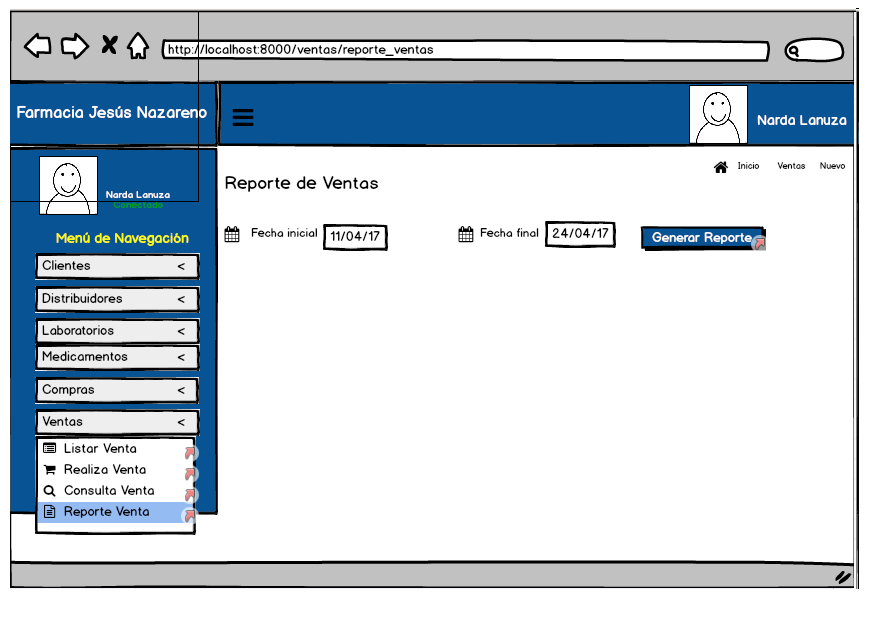 http://localhost:8000/ventas/reporte_ventas
Farmacia Jesús Nazareno
Narda Lanuza
Inicio Ventas Nuevo
Narda Lanuza
Conectado
Reporte de Ventas
Menú de Navegación
Fecha inicial 11/04/17 Fecha final 24/04/17 Generar Reporte
Clientes <
Distribuidores <
Laboratorios <
Medicamentos <
Compras <
Ventas <
Listar Venta
Realiza Venta
Consulta Venta
Reporte Venta